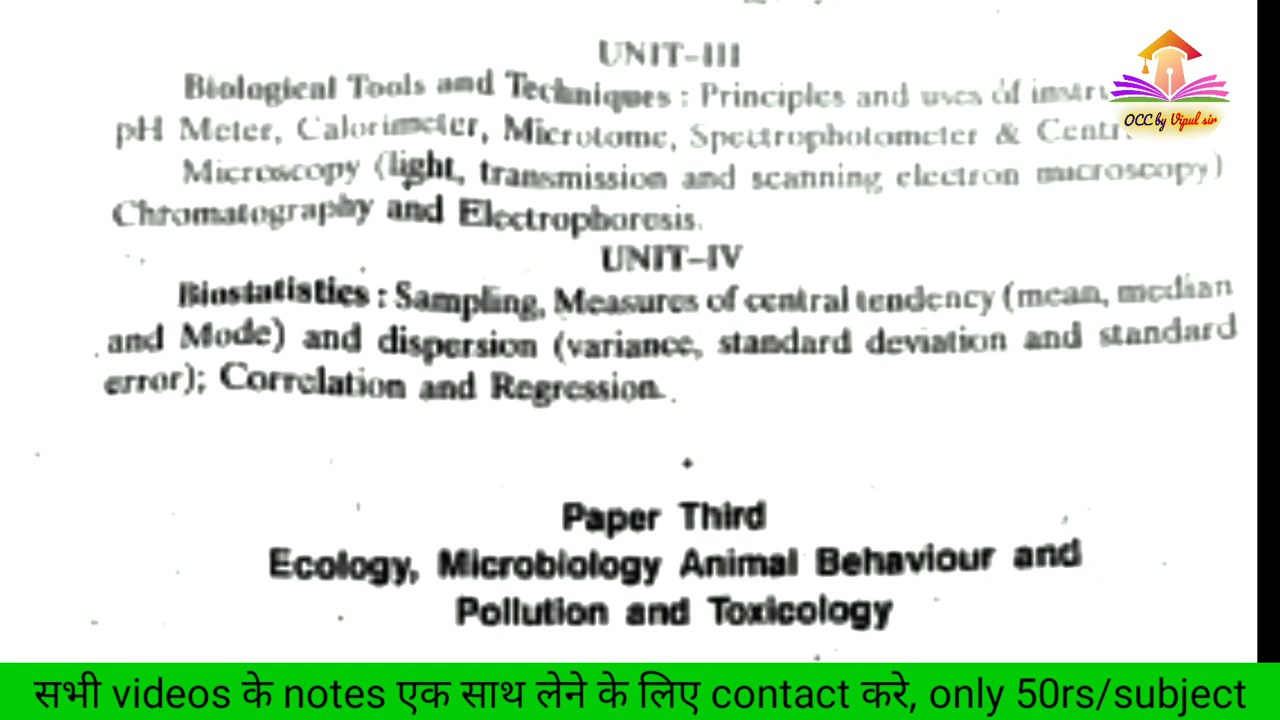 UNIT-III
Biological Tools and Techniques : Principles and uses of instru
pH Meter, Calorimeter, Microtome, Spectrophotometer & Centr
Microscopy (light, transmission and scanning electron microscopy)
Chromatography and Electrophoresis.
UNIT-IV
Biostatistics : Sampling, Measures of central tendency (mean, median
and Mode) and dispersion (variance, standard deviation and standard
error); Correlation and Regression.
Paper Third
Ecology, Microbiology Animal Behaviour and
Pollution and Toxicology
OCC by Vipul sir
सभी videos के notes एक साथ लेने के लिए contact करे, only 50rs/subject